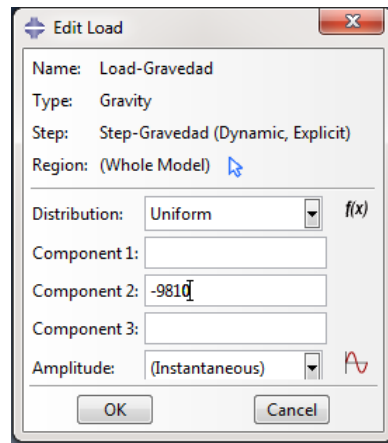 Edit Load
Name: Load-Gravedad
Type: Gravity
Step: Step-Gravedad (Dynamic, Explicit)
Region: (Whole Model)
Distribution: Uniform f(x)
Component 1:
Component 2: -9810
Component 3:
Amplitude: (Instantaneous)
OK Cancel